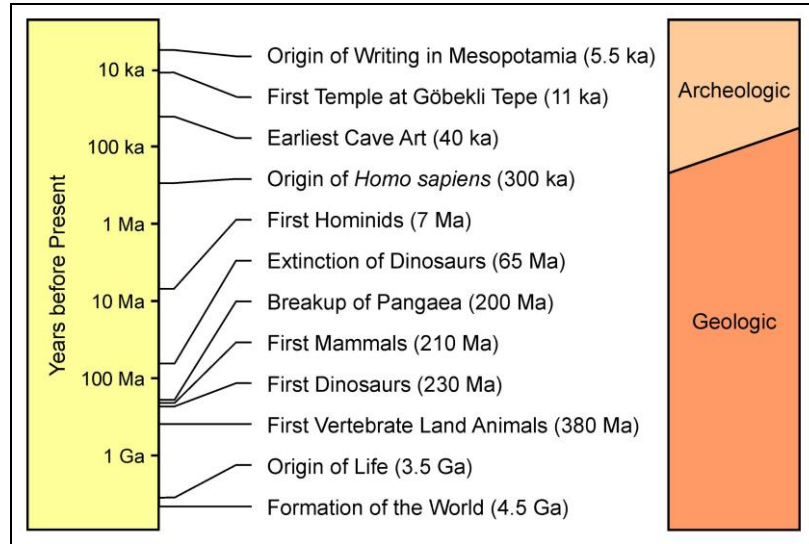 Years before Present
10 ka
100 ka
1 Ma
10 Ma
100 Ma
1 Ga
Origin of Writing in Mesopotamia (5.5 ka)
First Temple at Göbekli Tepe (11 ka)
Earliest Cave Art (40 ka)
Origin of Homo sapiens (300 ka)
First Hominids (7 Ma)
Extinction of Dinosaurs (65 Ma)
Breakup of Pangaea (200 Ma)
First Mammals (210 Ma)
First Dinosaurs (230 Ma)
First Vertebrate Land Animals (380 Ma)
Origin of Life (3.5 Ga)
Formation of the World (4.5 Ga)
Archeologic
Geologic